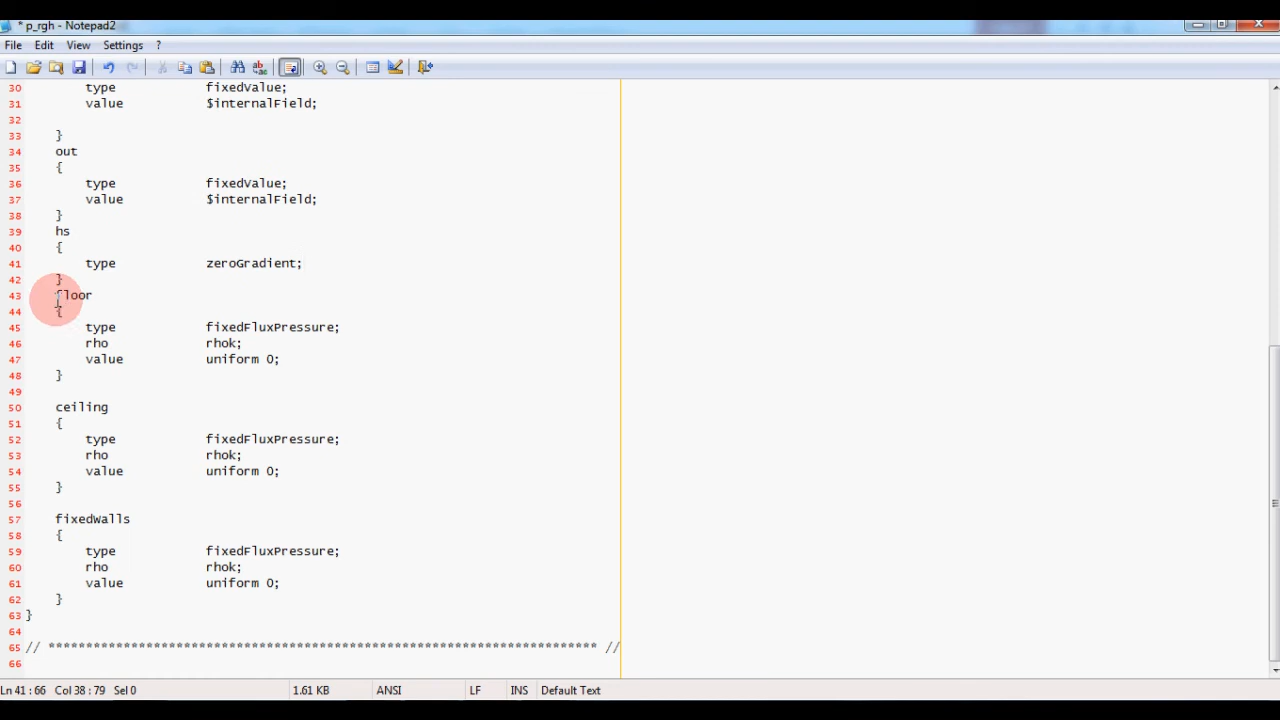 * p_rgh - Notepad2
File Edit View Settings ?
30 type fixedValue;
31 value $internalField;
32
33 }
34 out
35 {
36 type fixedValue;
37 value $internalField;
38 }
39 hs
40 {
41 type zeroGradient;
42 }
43 floor
44 {
45 type fixedFluxPressure;
46 rho rhok;
47 value uniform 0;
48 }
49
50 ceiling
51 {
52 type fixedFluxPressure;
53 rho rhok;
54 value uniform 0;
55 }
56
57 fixedWalls
58 {
59 type fixedFluxPressure;
60 rho rhok;
61 value uniform 0;
62 }
63 }
64
65 // ************************************************************************* //
66
Ln 41 : 66 Col 38 : 79 Sel 0 1.61 KB ANSI LF INS Default Text